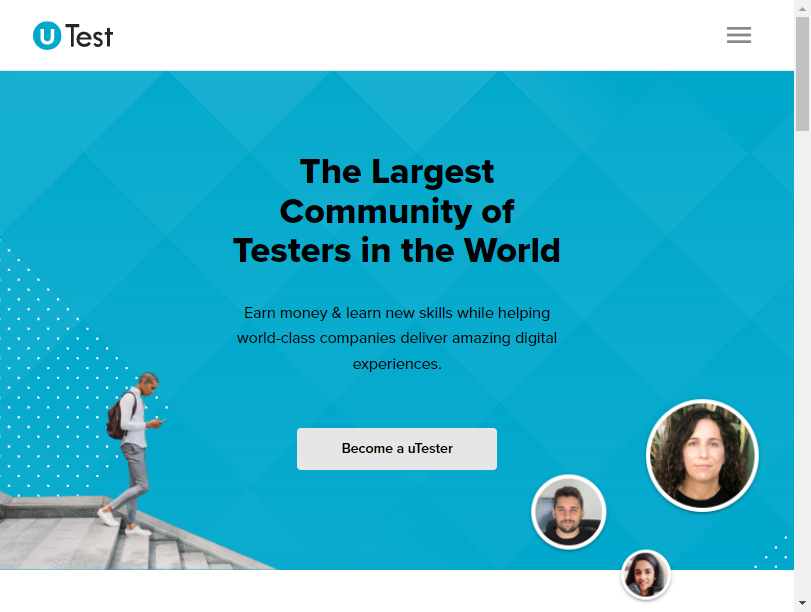 uTest
The Largest
Community of
Testers in the World
Earn money & learn new skills while helping
world-class companies deliver amazing digital
experiences.
Become a uTester